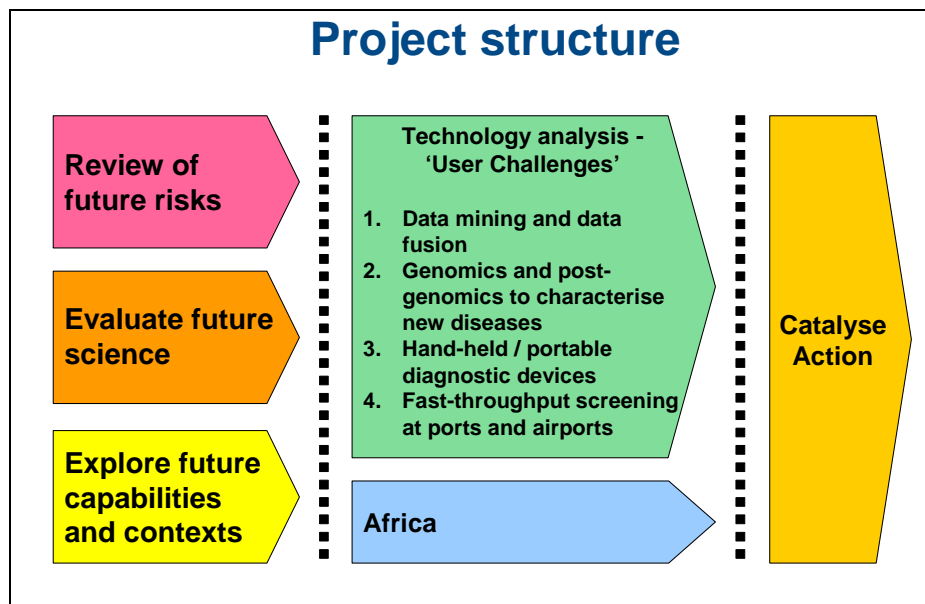 Project structure
Review of
future risks
Evaluate future
science
Explore future
capabilities
and contexts
Technology analysis -
‘User Challenges’
1. Data mining and data
fusion
2. Genomics and post-
genomics to characterise
new diseases
3. Hand-held / portable
diagnostic devices
4. Fast-throughput screening
at ports and airports
Africa
Catalyse
Action